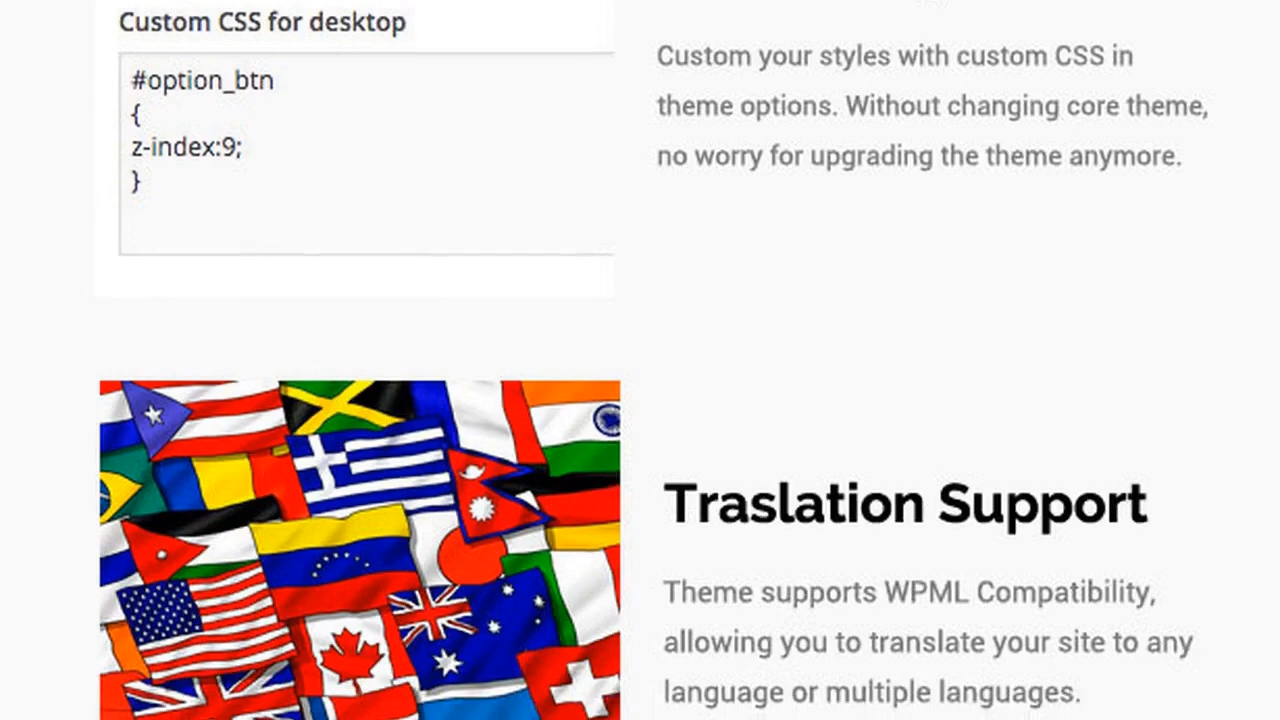 Custom CSS for desktop
#option_btn
{
z-index:9;
}
Custom your styles with custom CSS in
theme options. Without changing core theme,
no worry for upgrading the theme anymore.
Traslation Support
Theme supports WPML Compatibility,
allowing you to translate your site to any
language or multiple languages.